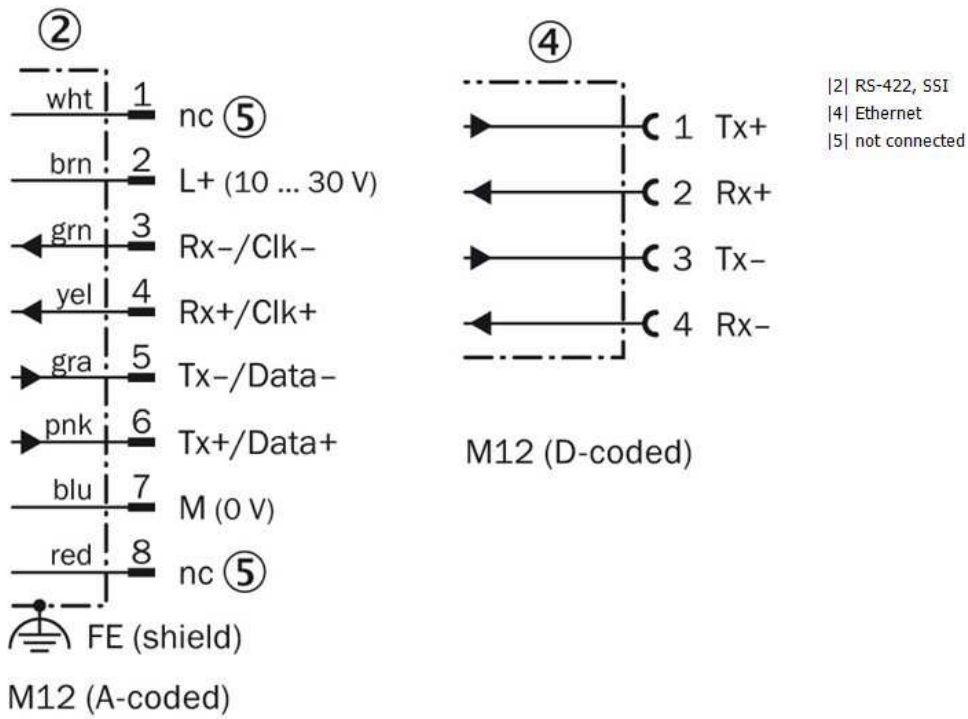 ②
wht 1 nc ⑤
brn 2 L+ (10 ... 30 V)
grn 3 Rx–/Clk–
yel 4 Rx+/Clk+
gra 5 Tx–/Data–
pnk 6 Tx+/Data+
blu 7 M (0 V)
red 8 nc ⑤
FE (shield)
M12 (A-coded)
④
1 Tx+
2 Rx+
3 Tx–
4 Rx–
M12 (D-coded)
|2| RS-422, SSI
|4| Ethernet
|5| not connected